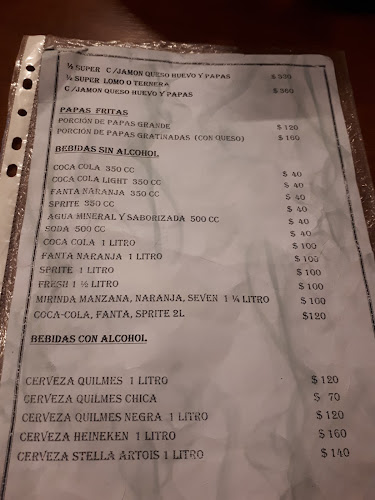 ½ SUPER C/JAMON QUESO HUEVO Y PAPAS $ 330
¼ SUPER LOMO O TERNERA
C/JAMON QUESO HUEVO Y PAPAS $ 360
PAPAS FRITAS
PORCIÓN DE PAPAS GRANDE $ 120
PORCIÓN DE PAPAS GRATINADAS (CON QUESO) $ 160
BEBIDAS SIN ALCOHOL
COCA COLA 350 CC $ 40
COCA COLA LIGHT 350 CC $ 40
FANTA NARANJA 350 CC $ 40
SPRITE 350 CC $ 40
AGUA MINERAL Y SABORIZADA 500 CC $ 40
SODA 500 CC $ 40
COCA COLA 1 LITRO $ 100
FANTA NARANJA 1 LITRO $ 100
SPRITE 1 LITRO $ 100
FRESH 1 ½ LITRO $ 100
MIRINDA MANZANA, NARANJA, SEVEN 1 ¼ LITRO $ 100
COCA-COLA, FANTA, SPRITE 2L $120
BEBIDAS CON ALCOHOL
CERVEZA QUILMES 1 LITRO $ 120
CERVEZA QUILMES CHICA $ 70
CERVEZA QUILMES NEGRA 1 LITRO $ 120
CERVEZA HEINEKEN 1 LITRO $ 160
CERVEZA STELLA ARTOIS 1 LITRO $ 140